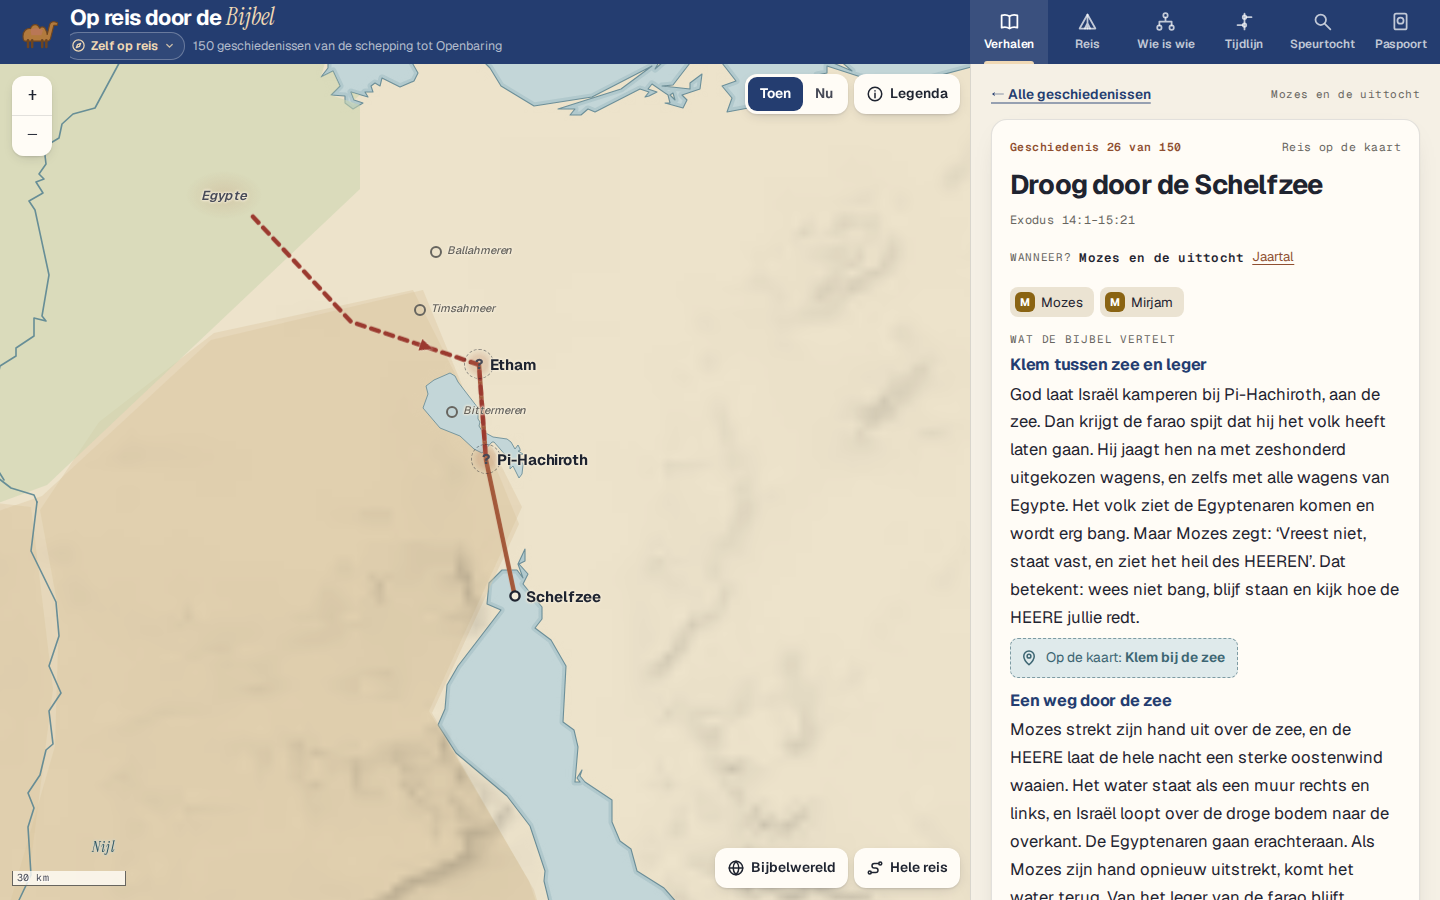 Op reis door de Bijbel
Zelf op reis
150 geschiedenissen van de schepping tot Openbaring
Verhalen
Reis
Wie is wie
Tijdlijn
Speurtocht
Paspoort
+
−
Toen
Nu
Legenda
Egypte
Ballahmeren
Timsahmeer
? Etham
Bittermeren
? Pi-Hachiroth
Schelfzee
Nijl
30 km
Bijbelwereld
Hele reis
← Alle geschiedenissen
Mozes en de uittocht
Geschiedenis 26 van 150
Reis op de kaart
Droog door de Schelfzee
Exodus 14:1–15:21
WANNEER? Mozes en de uittocht Jaartal
M Mozes
M Mirjam
WAT DE BIJBEL VERTELT
Klem tussen zee en leger
God laat Israël kamperen bij Pi-Hachiroth, aan de
zee. Dan krijgt de farao spijt dat hij het volk heeft
laten gaan. Hij jaagt hen na met zeshonderd
uitgekozen wagens, en zelfs met alle wagens van
Egypte. Het volk ziet de Egyptenaren komen en
wordt erg bang. Maar Mozes zegt: ‘Vreest niet,
staat vast, en ziet het heil des HEEREN’. Dat
betekent: wees niet bang, blijf staan en kijk hoe de
HEERE jullie redt.
Op de kaart: Klem bij de zee
Een weg door de zee
Mozes strekt zijn hand uit over de zee, en de
HEERE laat de hele nacht een sterke oostenwind
waaien. Het water staat als een muur rechts en
links, en Israël loopt over de droge bodem naar de
overkant. De Egyptenaren gaan erachteraan. Als
Mozes zijn hand opnieuw uitstrekt, komt het
water terug. Van het leger van de farao blijft